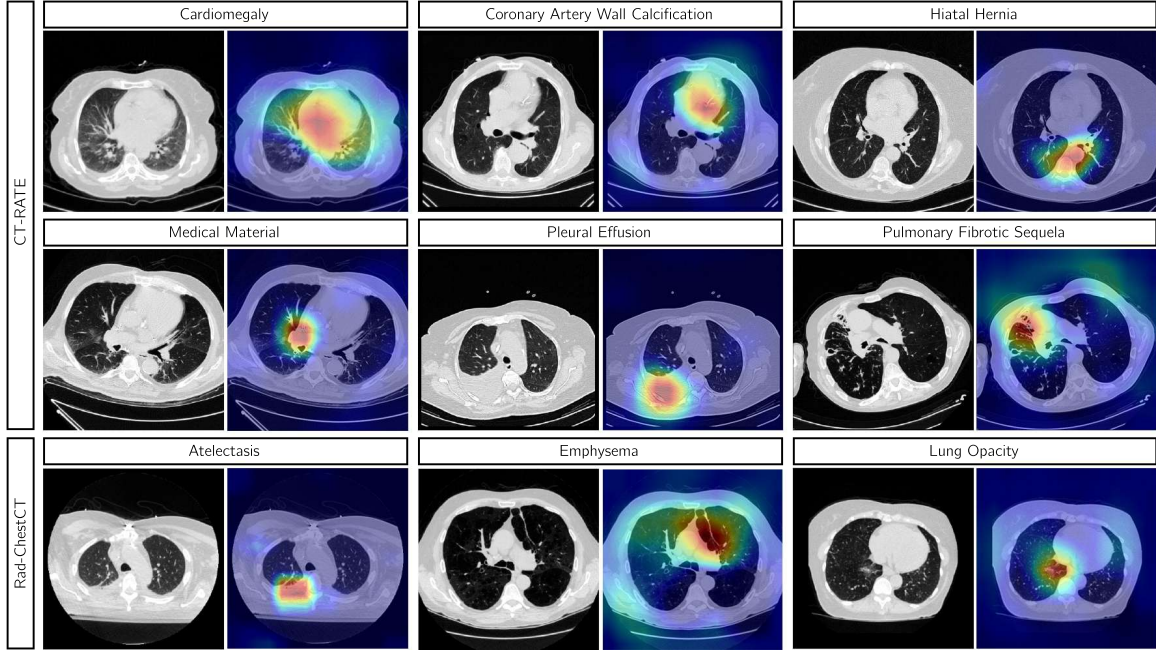 CT-RATE
Cardiomegaly
Coronary Artery Wall Calcification
Hiatal Hernia
Medical Material
Pleural Effusion
Pulmonary Fibrotic Sequela
Rad-ChestCT
Atelectasis
Emphysema
Lung Opacity